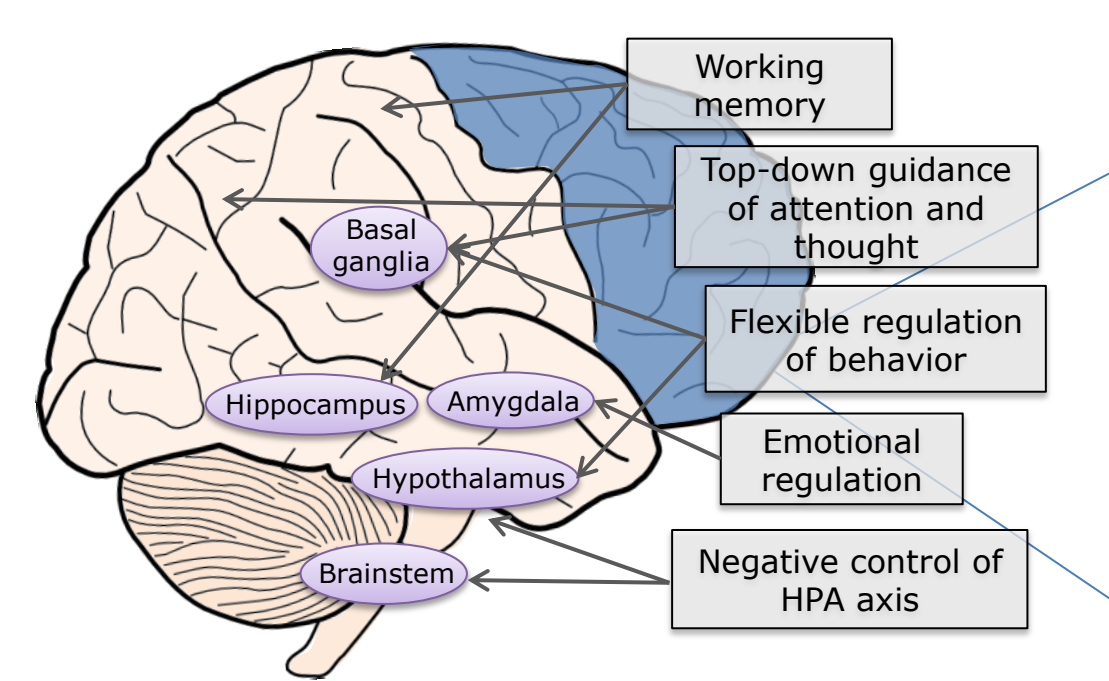 Working
memory
Top-down guidance
of attention and
thought
Basal
ganglia
Flexible regulation
of behavior
Hippocampus
Amygdala
Emotional
regulation
Hypothalamus
Negative control of
HPA axis
Brainstem